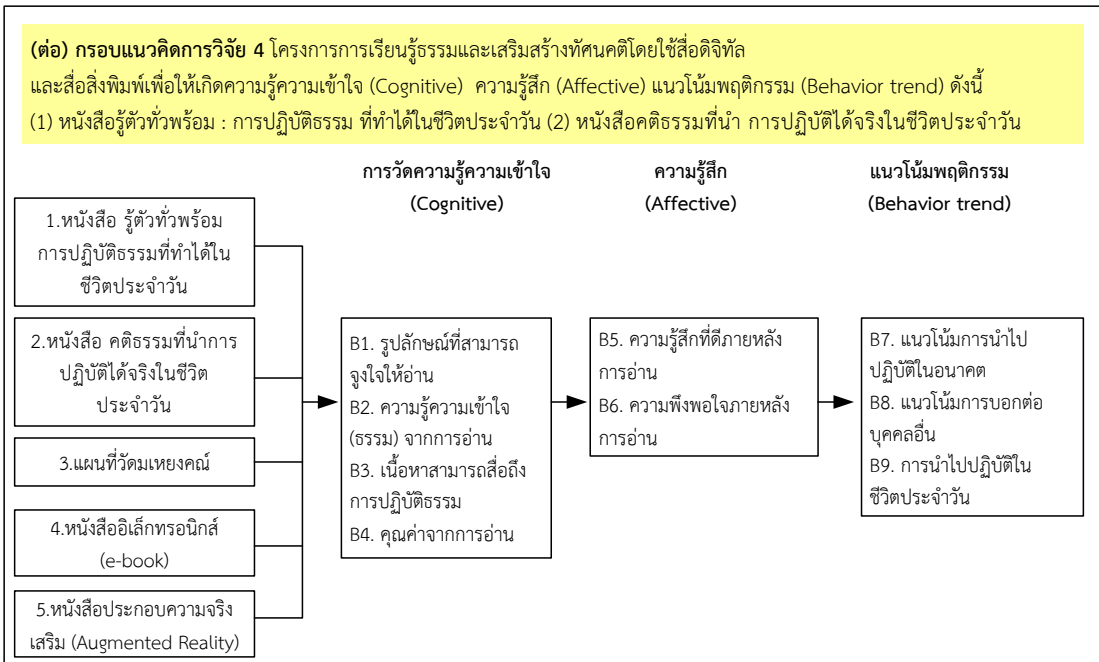 (ต่อ) กรอบแนวคิดการวิจัย 4 โครงการการเรียนรู้ธรรมและเสริมสร้างทัศนคติโดยใช้สื่อดิจิทัล
และสื่อสิ่งพิมพ์เพื่อให้เกิดความรู้ความเข้าใจ (Cognitive) ความรู้สึก (Affective) แนวโน้มพฤติกรรม (Behavior trend) ดังนี้
(1) หนังสือรู้ตัวทั่วพร้อม : การปฏิบัติธรรม ที่ทำได้ในชีวิตประจำวัน (2) หนังสือคติธรรมที่นำ การปฏิบัติได้จริงในชีวิตประจำวัน
การวัดความรู้ความเข้าใจ
(Cognitive)
ความรู้สึก
(Affective)
แนวโน้มพฤติกรรม
(Behavior trend)
1.หนังสือ รู้ตัวทั่วพร้อม
การปฏิบัติธรรมที่ทำได้ใน
ชีวิตประจำวัน
2.หนังสือ คติธรรมที่นำการ
ปฏิบัติได้จริงในชีวิต
ประจำวัน
3.แผนที่วัดมเหยงคณ์
4.หนังสืออิเล็กทรอนิกส์
(e-book)
5.หนังสือประกอบความจริง
เสริม (Augmented Reality)
B1. รูปลักษณ์ที่สามารถ
จูงใจให้อ่าน
B2. ความรู้ความเข้าใจ
(ธรรม) จากการอ่าน
B3. เนื้อหาสามารถสื่อถึง
การปฏิบัติธรรม
B4. คุณค่าจากการอ่าน
B5. ความรู้สึกที่ดีภายหลัง
การอ่าน
B6. ความพึงพอใจภายหลัง
การอ่าน
B7. แนวโน้มการนำไป
ปฏิบัติในอนาคต
B8. แนวโน้มการบอกต่อ
บุคคลอื่น
B9. การนำไปปฏิบัติใน
ชีวิตประจำวัน